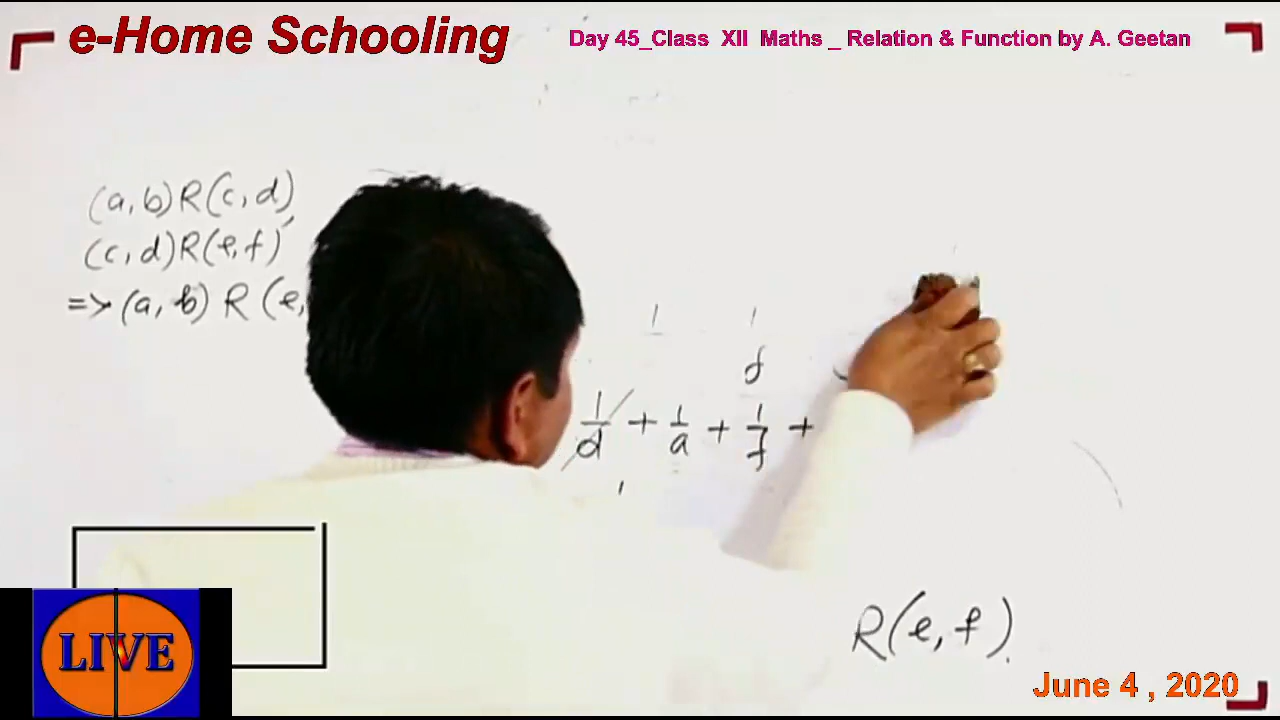 e-Home Schooling
Day 45_Class XII Maths _ Relation & Function by A. Geetan
(a,b)R(c,d)
(c,d)R(e,f)
=>(a,b) R (e,
1/d + 1/a + 1/f +
R(e,f).
LIVE
June 4 , 2020